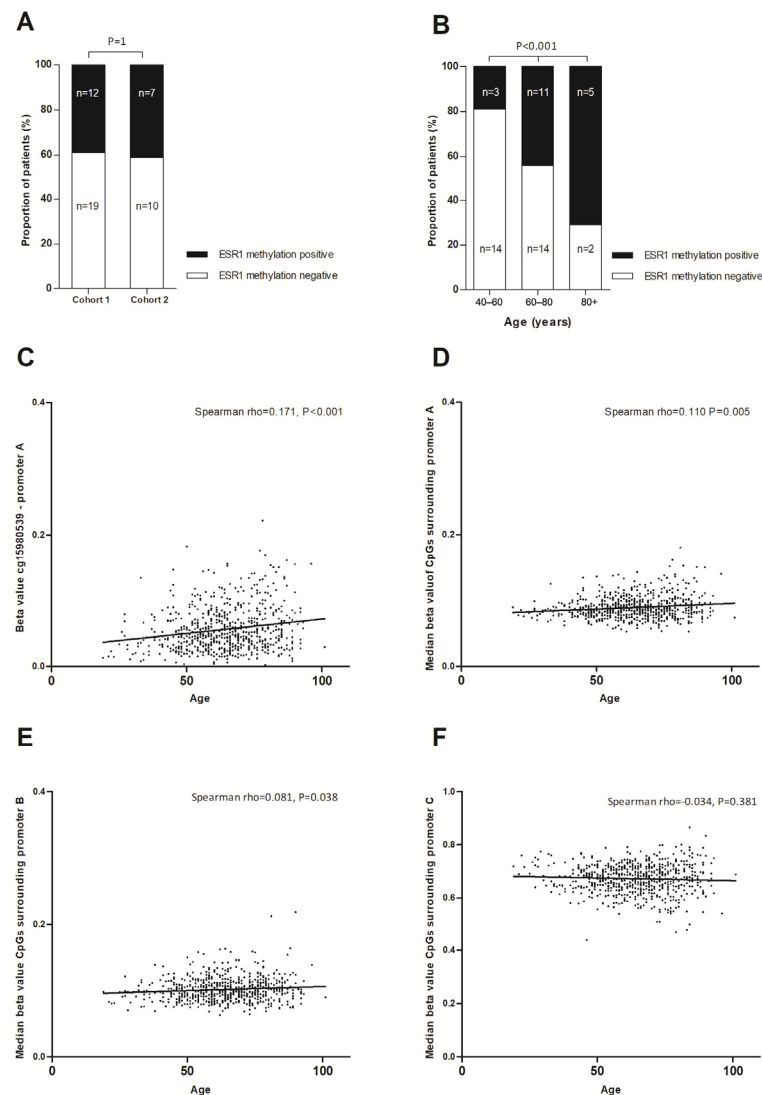 A
P=1
100
80
60
40
20
0
Proportion of patients (%)
n=12
n=7
n=19
n=10
Cohort 1
Cohort 2
ESR1 methylation positive
ESR1 methylation negative
B
P<0.001
100
80
60
40
20
0
Proportion of patients (%)
n=3
n=11
n=5
n=14
n=14
n=2
40–60
60–80
80+
Age (years)
ESR1 methylation positive
ESR1 methylation negative
C
Spearman rho=0.171, P<0.001
0.4
0.2
0.0
Beta value cg15980539 - promoter A
0
50
100
Age
D
Spearman rho=0.110 P=0.005
0.4
0.2
0.0
Median beta valueof CpGs surrounding promoter A
0
50
100
Age
E
Spearman rho=0.081, P=0.038
0.4
0.2
0.0
Median beta value CpGs surrounding promoter B
0
50
100
Age
F
Spearman rho=-0.034, P=0.381
1.0
0.8
0.6
0.4
0.2
0.0
Median beta value CpGs surrounding promoter C
0
50
100
Age